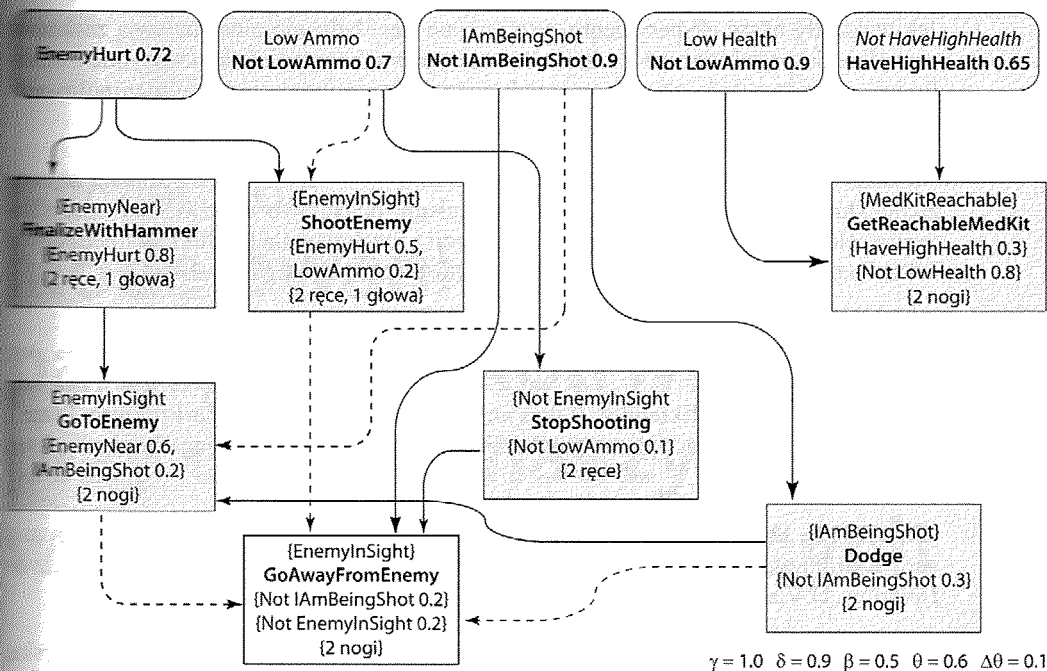 EnemyHurt 0.72
Low Ammo
Not LowAmmo 0.7
IAmBeingShot
Not IAmBeingShot 0.9
Low Health
Not LowAmmo 0.9
Not HaveHighHealth
HaveHighHealth 0.65
{EnemyNear}
FinalizeWithHammer
{EnemyHurt 0.8}
{2 ręce, 1 głowa}
{EnemyInSight}
ShootEnemy
{EnemyHurt 0.5,
LowAmmo 0.2}
{2 ręce, 1 głowa}
{MedKitReachable}
GetReachableMedKit
{HaveHighHealth 0.3}
{Not LowHealth 0.8}
{2 nogi}
EnemyInSight
GoToEnemy
{EnemyNear 0.6,
IAmBeingShot 0.2}
{2 nogi}
{Not EnemyInSight
StopShooting
{Not LowAmmo 0.1}
{2 ręce}
{EnemyInSight}
GoAwayFromEnemy
{Not IAmBeingShot 0.2}
{Not EnemyInSight 0.2}
{2 nogi}
{IAmBeingShot}
Dodge
{Not IAmBeingShot 0.3}
{2 nogi}
γ = 1.0 δ = 0.9 β = 0.5 θ = 0.6 Δθ = 0.1